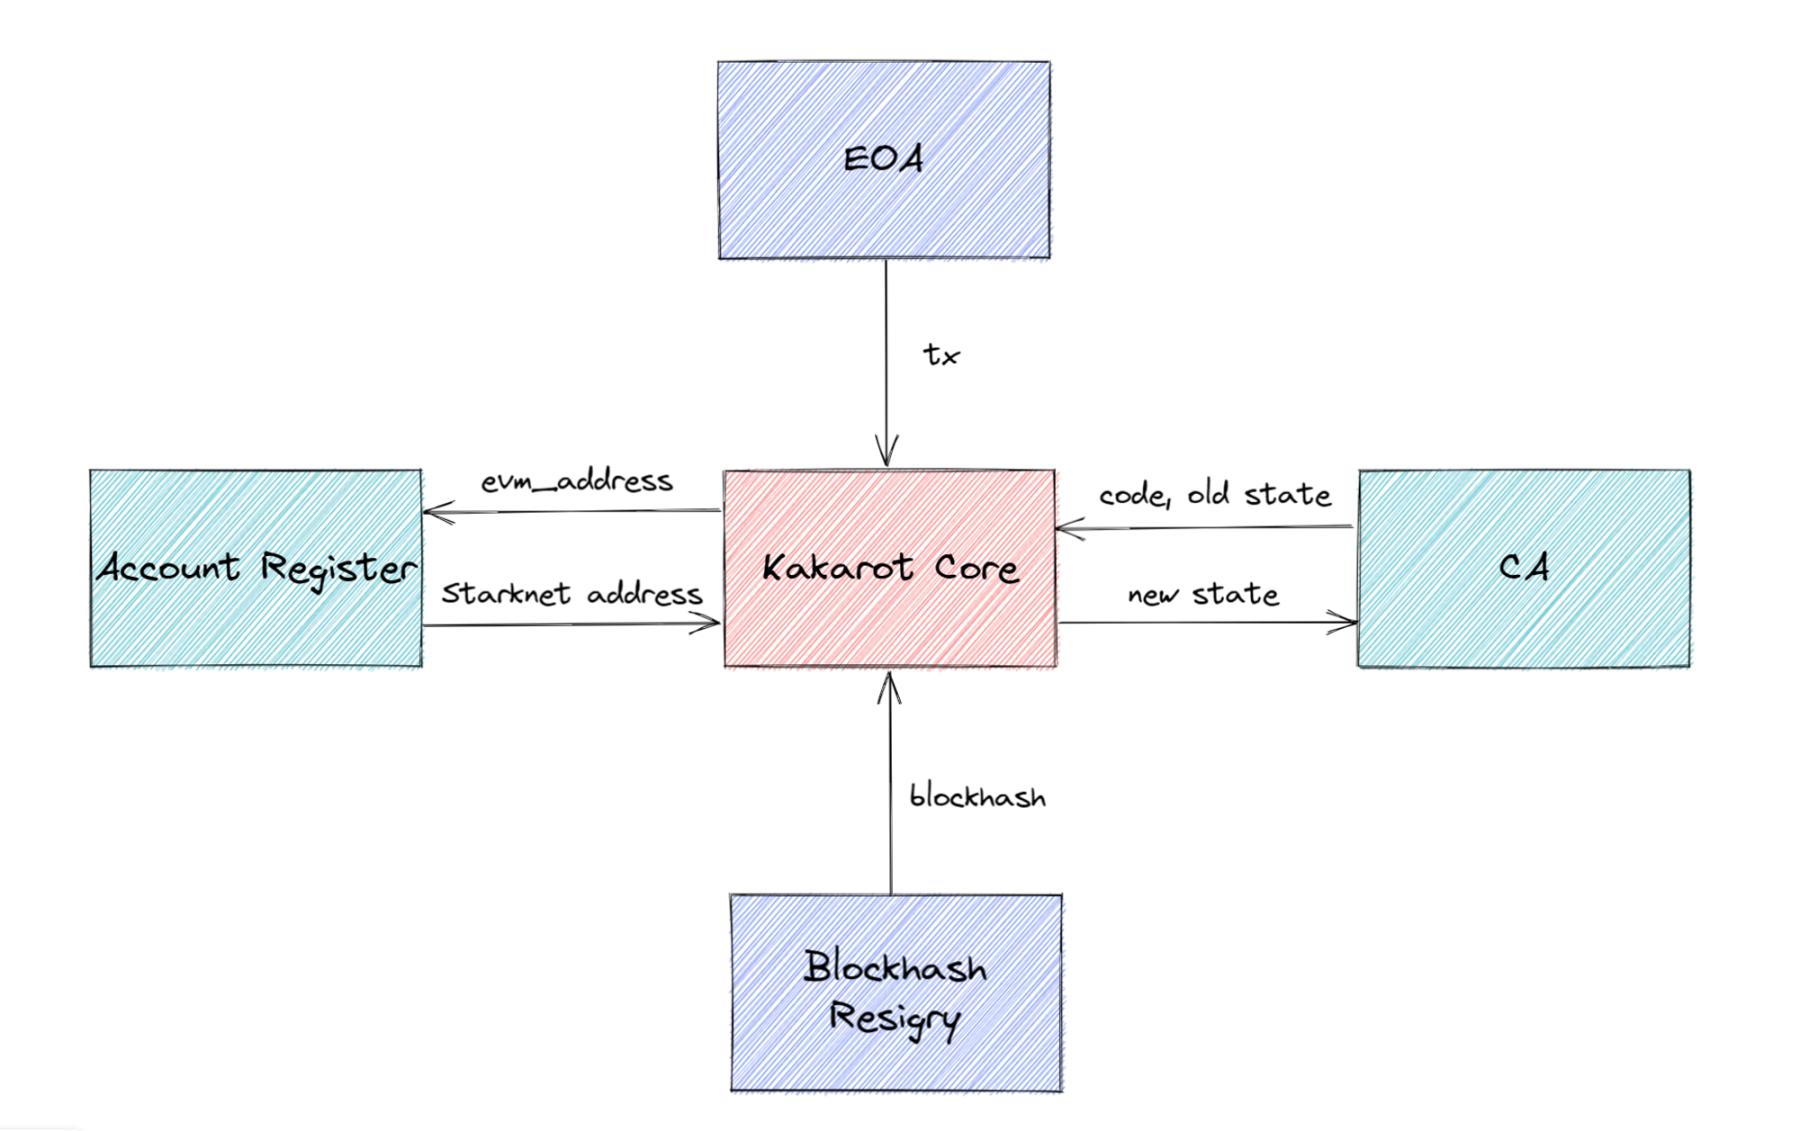 EOA
tx
evm_address
code, old state
Account Register
Kakarot Core
CA
Starknet address
new state
blockhash
Blockhash
Resigry